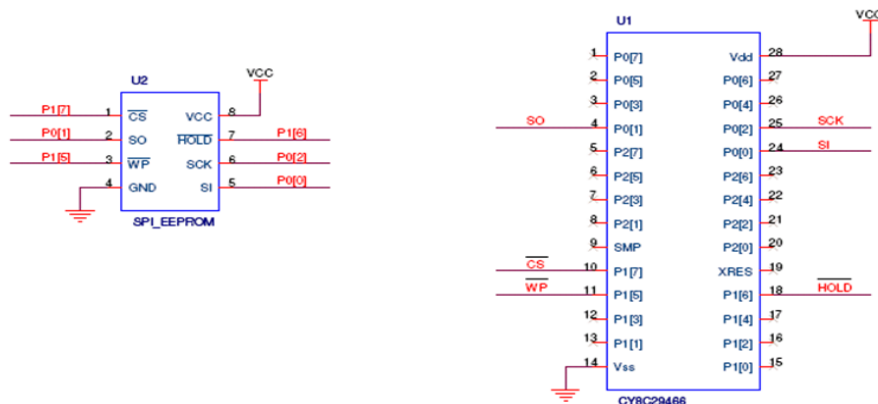 U2
VCC
P1[7] 1 CS VCC 8
P0[1] 2 SO HOLD 7 P1[6]
P1[5] 3 WP SCK 6 P0[2]
4 GND SI 5 P0[0]
SPI_EEPROM
U1
VCC
1 P0[7] Vdd 28
2 P0[5] P0[6] 27
3 P0[3] P0[4] 26
SO 4 P0[1] P0[2] 25 SCK
5 P2[7] P0[0] 24 SI
6 P2[5] P2[6] 23
7 P2[3] P2[4] 22
8 P2[1] P2[2] 21
9 SMP P2[0] 20
CS 10 P1[7] XRES 19
WP 11 P1[5] P1[6] 18 HOLD
12 P1[3] P1[4] 17
13 P1[1] P1[2] 16
14 Vss P1[0] 15
CY8C29466